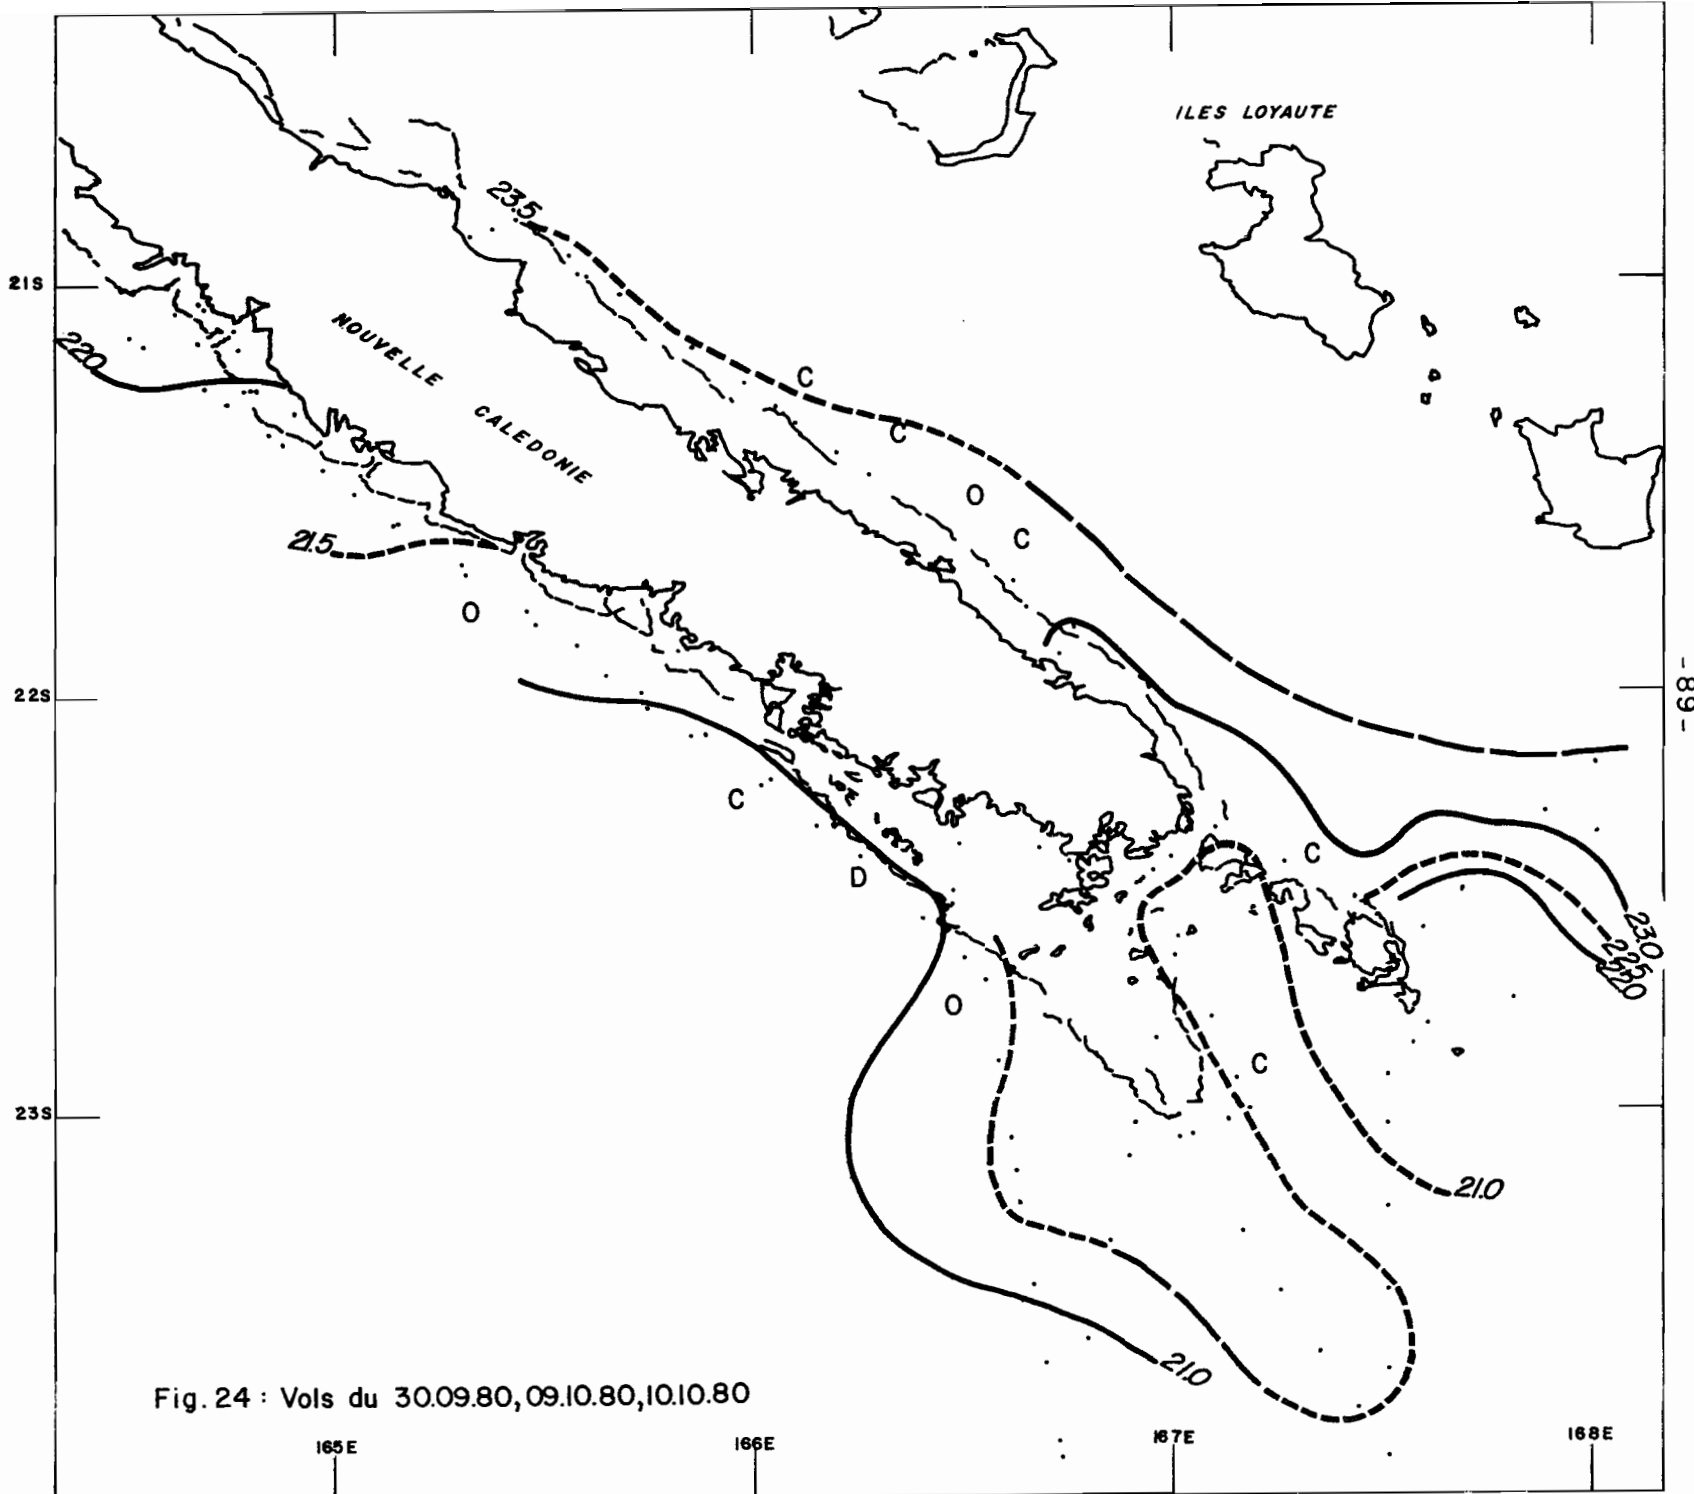 ILES LOYAUTE
23.5
21S
NOUVELLE
CALEDONIE
22.0
C
C
O
C
21.5
O
22S
- 89 -
C
C
D
23.0
22.5
22.0
O
C
23S
21.0
21.0
Fig. 24 : Vols du 30.09.80, 09.10.80, 10.10.80
165E
166E
167E
168E